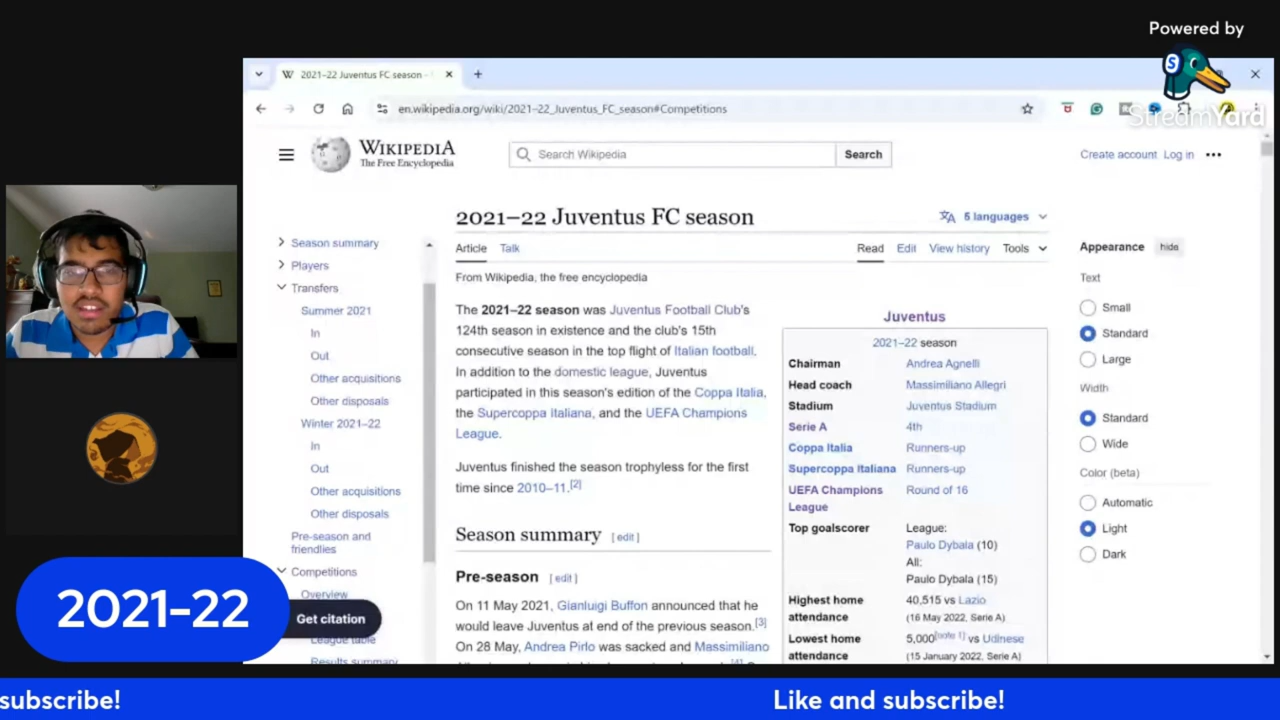 Powered by
StreamYard
2021–22 Juventus FC season -
en.wikipedia.org/wiki/2021–22_Juventus_FC_season#Competitions
WIKIPEDIA
The Free Encyclopedia
Search Wikipedia
Search
Create account Log in
2021–22 Juventus FC season
5 languages
Article Talk
Read Edit View history Tools
From Wikipedia, the free encyclopedia
Season summary
Players
Transfers
Summer 2021
In
Out
Other acquisitions
Other disposals
Winter 2021–22
In
Out
Other acquisitions
Other disposals
Pre-season and
friendlies
Competitions
Overview
League table
Results summary
Get citation
The 2021–22 season was Juventus Football Club's
124th season in existence and the club's 15th
consecutive season in the top flight of Italian football.
In addition to the domestic league, Juventus
participated in this season's edition of the Coppa Italia,
the Supercoppa Italiana, and the UEFA Champions
League.
Juventus finished the season trophyless for the first
time since 2010–11.[2]
Season summary [ edit ]
Pre-season [ edit ]
On 11 May 2021, Gianluigi Buffon announced that he
would leave Juventus at end of the previous season.[3]
On 28 May, Andrea Pirlo was sacked and Massimiliano
Juventus
2021–22 season
Chairman Andrea Agnelli
Head coach Massimiliano Allegri
Stadium Juventus Stadium
Serie A 4th
Coppa Italia Runners-up
Supercoppa Italiana Runners-up
UEFA Champions Round of 16
League
Top goalscorer League:
Paulo Dybala (10)
All:
Paulo Dybala (15)
Highest home 40,515 vs Lazio
attendance (16 May 2022, Serie A)
Lowest home 5,000[note 1] vs Udinese
attendance (15 January 2022, Serie A)
Appearance hide
Text
Small
Standard
Large
Width
Standard
Wide
Color (beta)
Automatic
Light
Dark
2021-22
subscribe!
Like and subscribe!